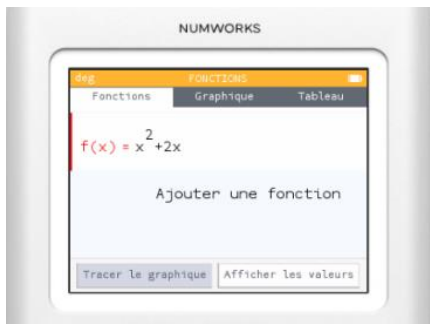 NUMWORKS
deg FONCTIONS
Fonctions Graphique Tableau
f(x) = x²+2x
Ajouter une fonction
Tracer le graphique Afficher les valeurs